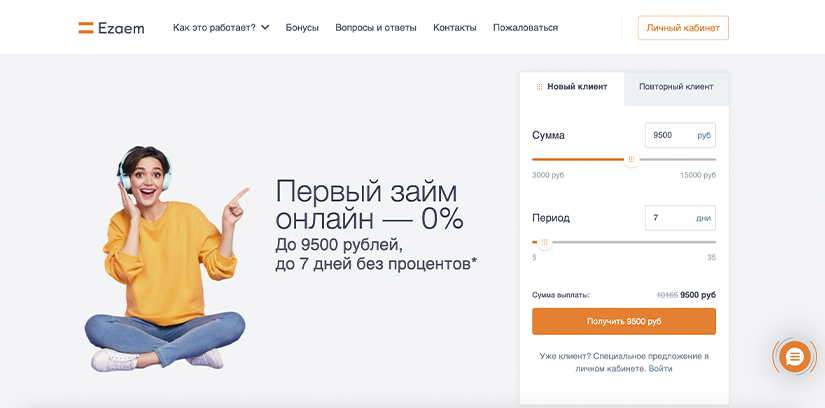 Ezaem
Как это работает?
Бонусы
Вопросы и ответы
Контакты
Пожаловаться
Личный кабинет
Первый займ
онлайн — 0%
До 9500 рублей,
до 7 дней без процентов*
Новый клиент
Повторный клиент
Сумма
9500 руб
3000 руб
15000 руб
Период
7 дни
5
35
Сумма выплаты:
10165 9500 руб
Получить 9500 руб
Уже клиент? Специальное предложение в
личном кабинете. Войти